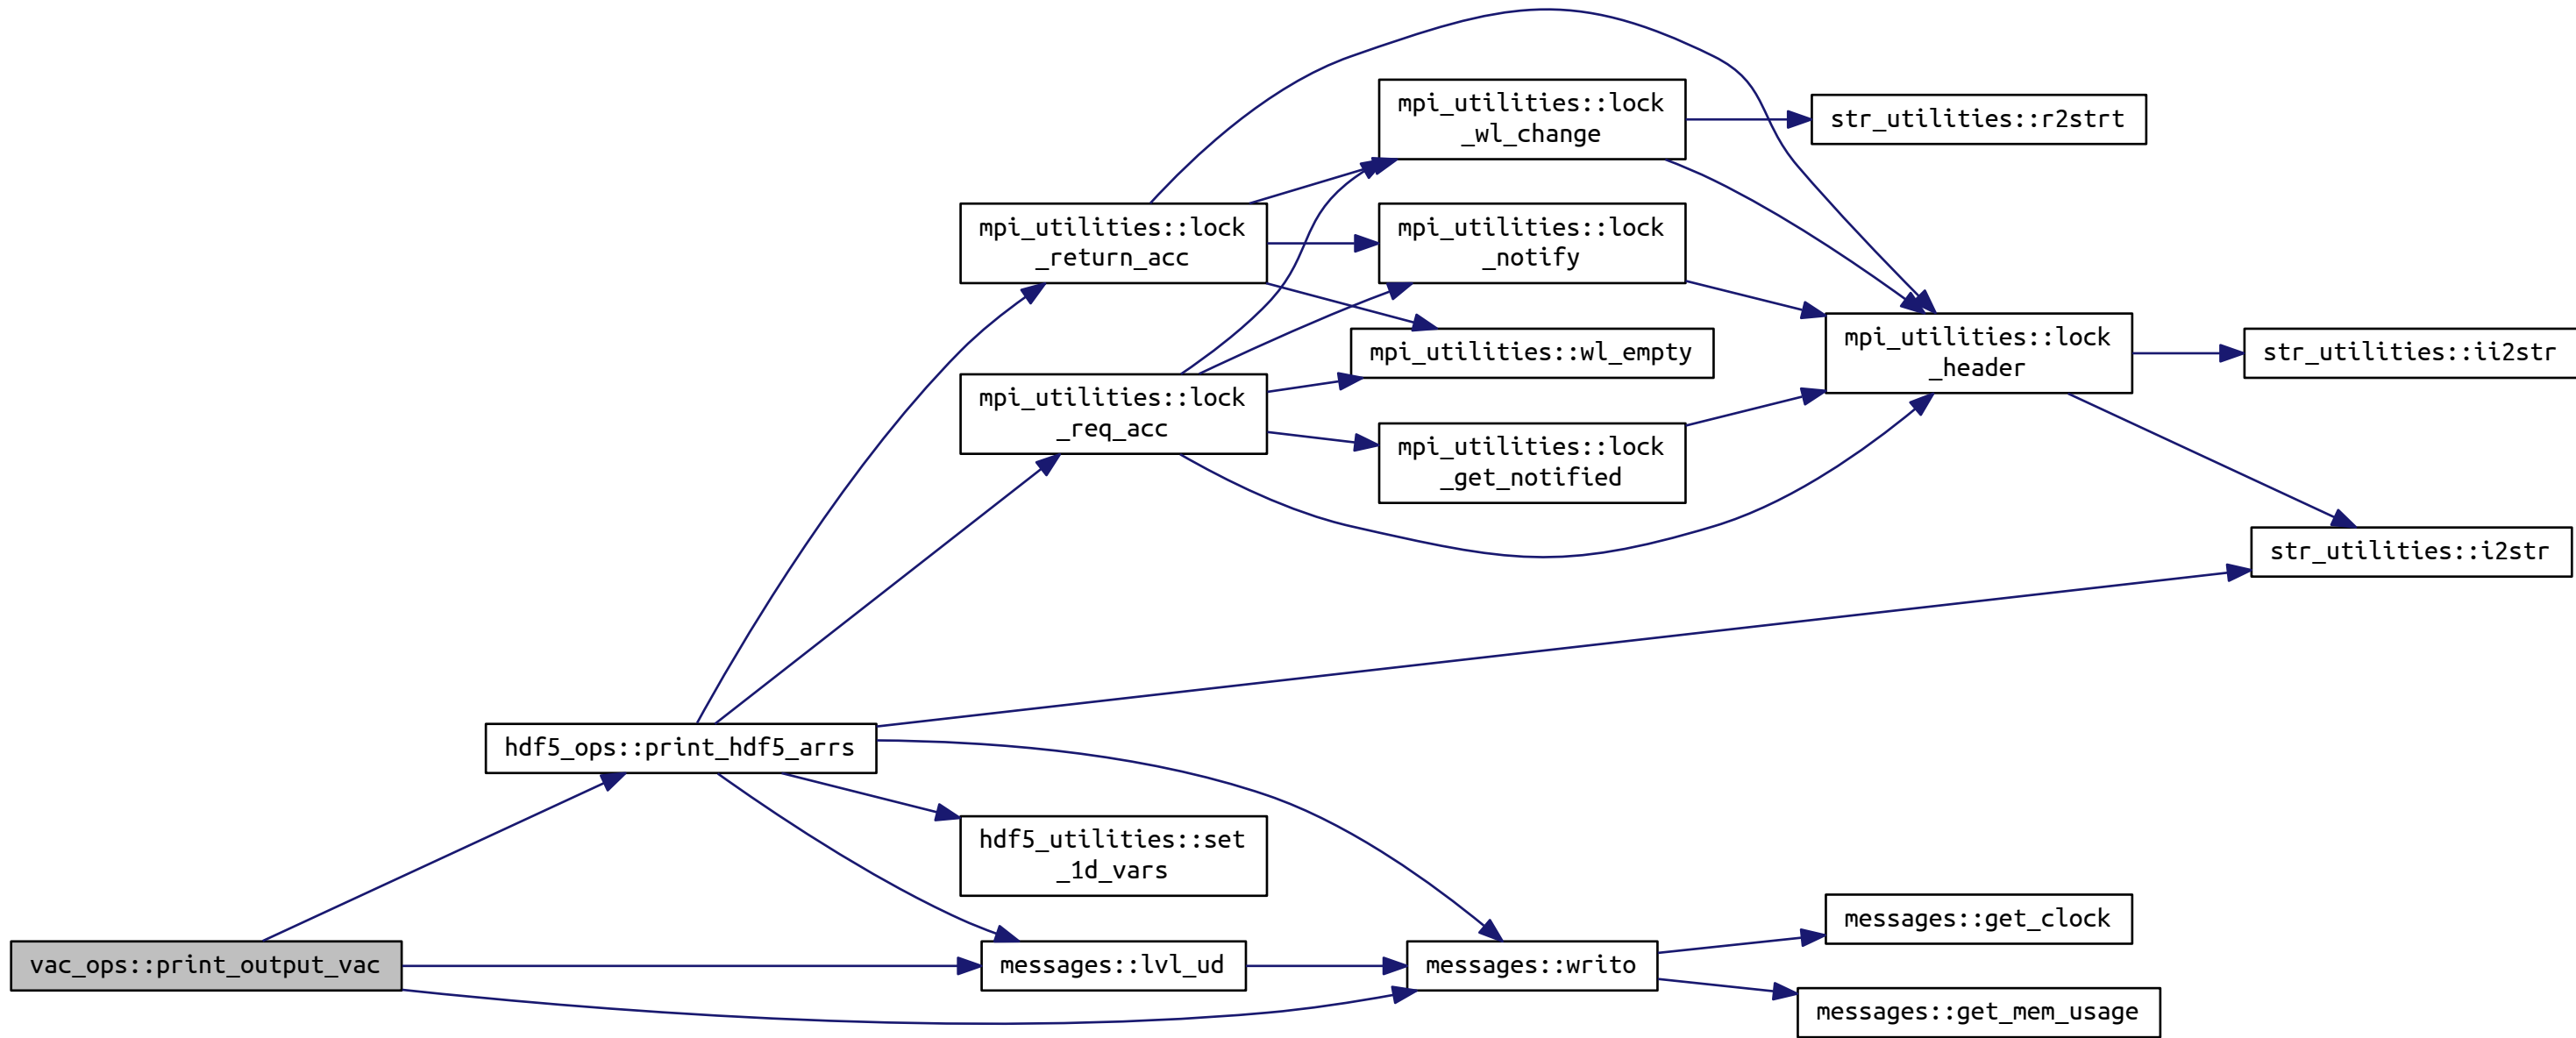 mpi_utilities::lock
_wl_change
str_utilities::r2strt
mpi_utilities::lock
_return_acc
mpi_utilities::lock
_notify
mpi_utilities::wl_empty
mpi_utilities::lock
_header
str_utilities::ii2str
mpi_utilities::lock
_req_acc
mpi_utilities::lock
_get_notified
str_utilities::i2str
hdf5_ops::print_hdf5_arrs
hdf5_utilities::set
_1d_vars
messages::get_clock
vac_ops::print_output_vac
messages::lvl_ud
messages::writo
messages::get_mem_usage